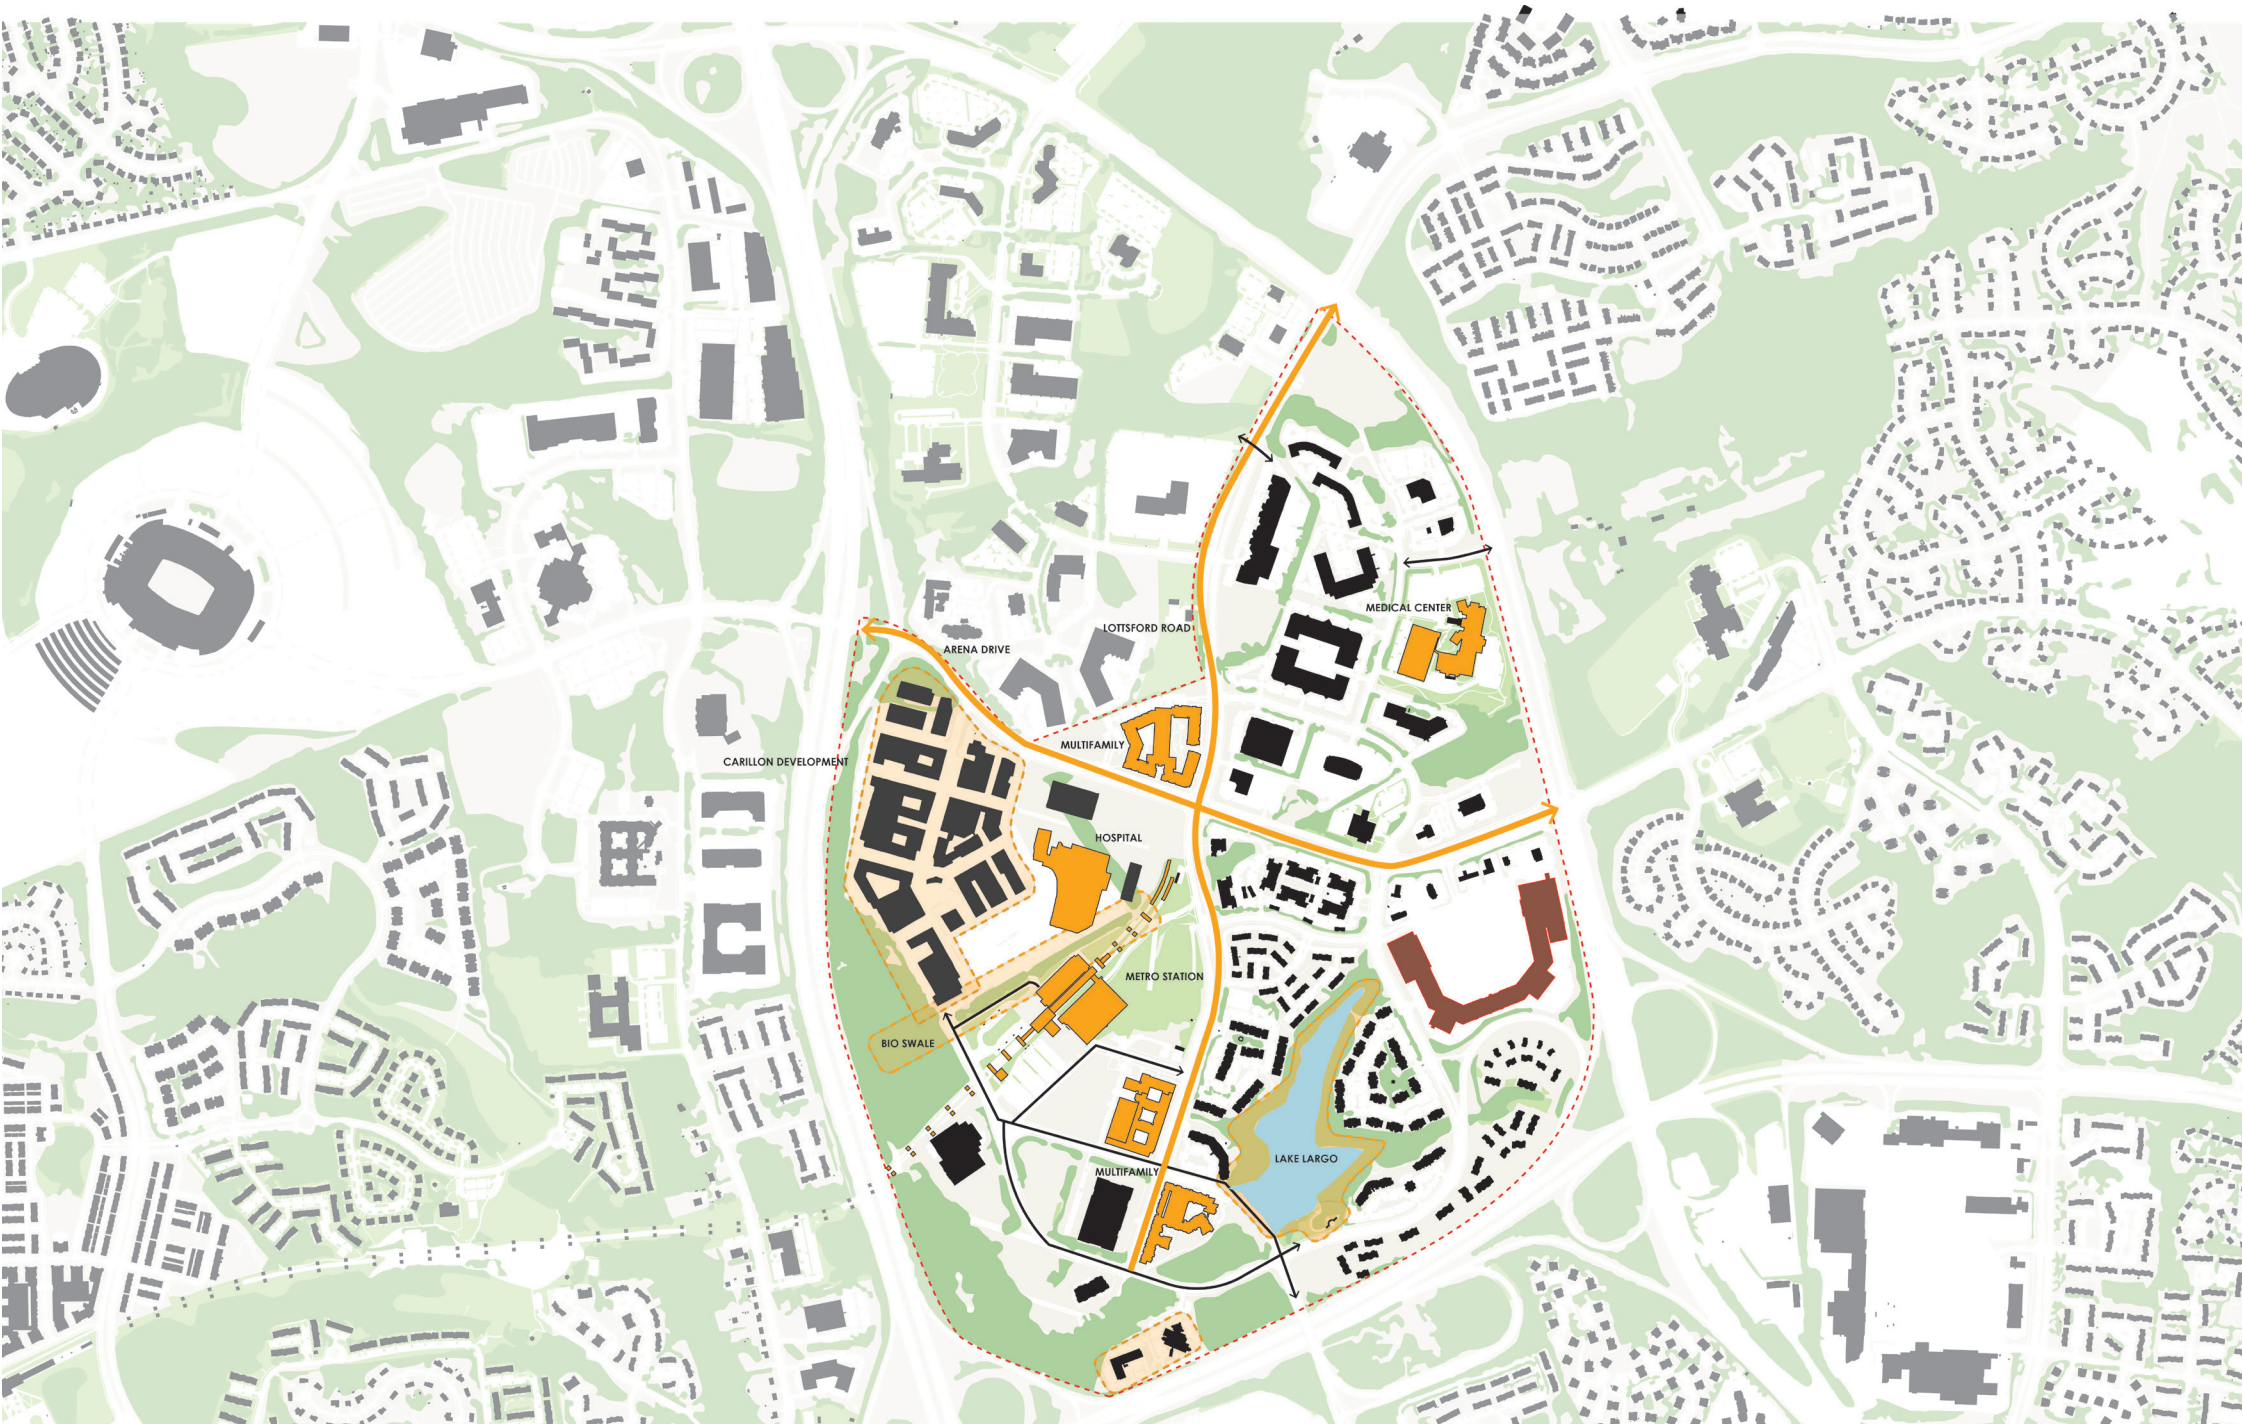 MEDICAL CENTER
LOTTSFORD ROAD
ARENA DRIVE
MULTIFAMILY
CARILLON DEVELOPMENT
HOSPITAL
METRO STATION
BIO SWALE
LAKE LARGO
MULTIFAMILY